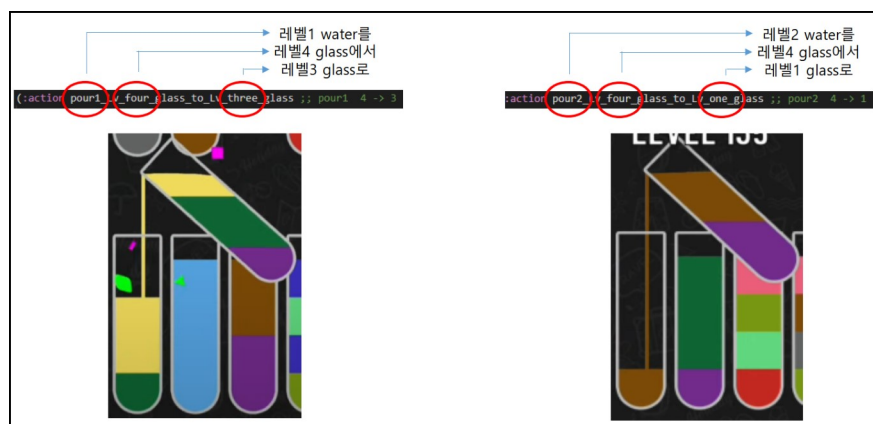 레벨1 water를
레벨4 glass에서
레벨3 glass로
(:action pour1_Lv_four_glass_to_Lv_three_glass ;; pour1 4 -> 3
레벨2 water를
레벨4 glass에서
레벨1 glass로
:action pour2_Lv_four_glass_to_Lv_one_glass ;; pour2 4 -> 1